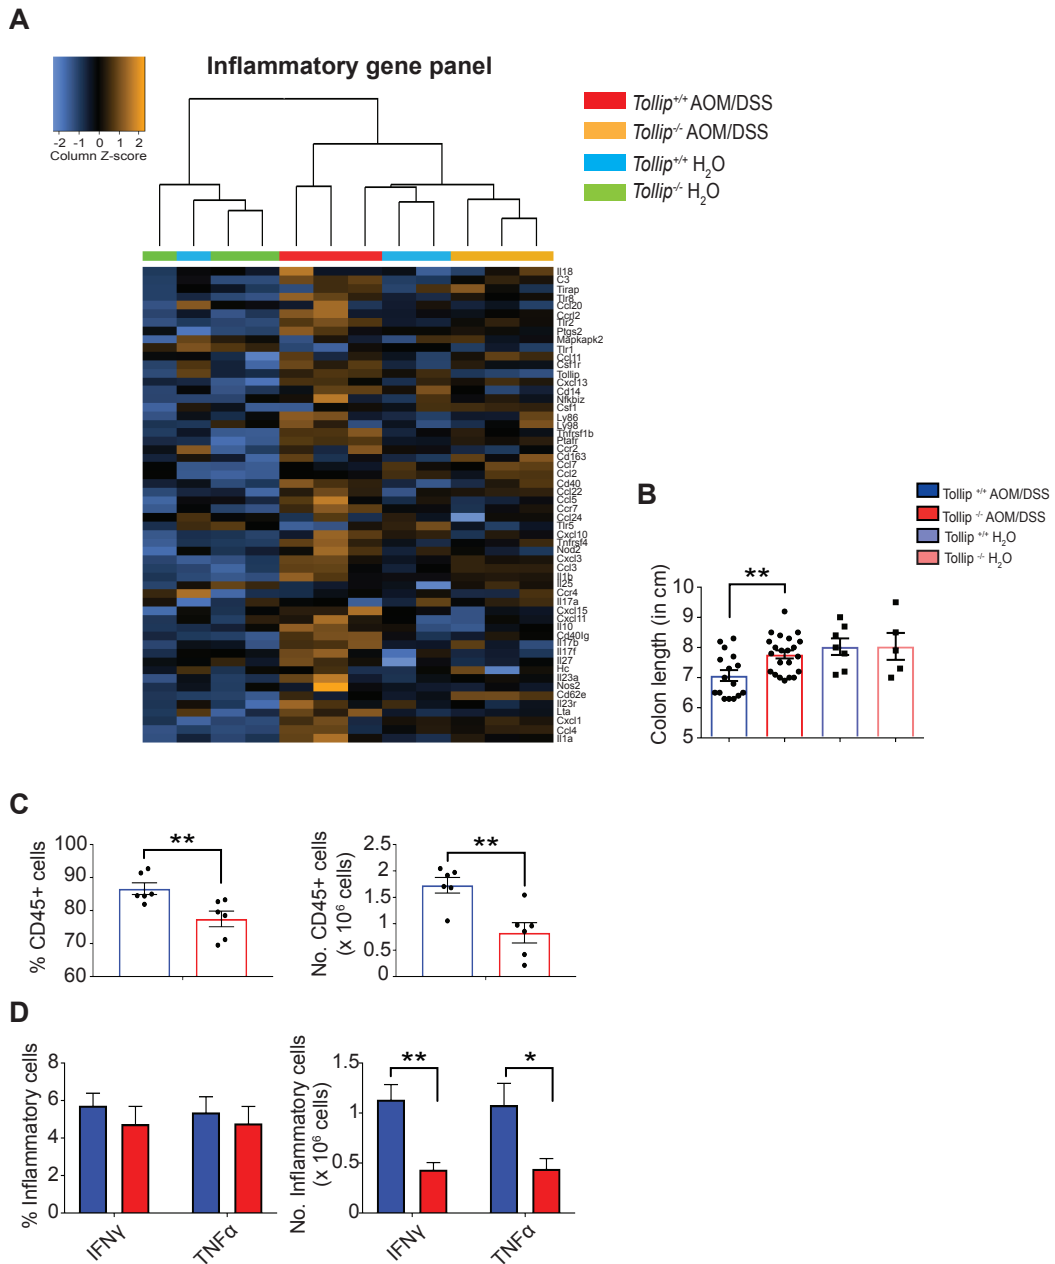 A
Inflammatory gene panel
-2 -1 0 1 2
Column Z-score
Tollip+/+ AOM/DSS
Tollip-/- AOM/DSS
Tollip+/+ H2O
Tollip-/- H2O
Il18
C3
Tirap
Tlr8
Ccl20
Ccrl2
Tlr2
Ptgs2
Mapkapk2
Tlr1
Ccl11
Csf1r
Tollip
Cxcl13
Cd14
Nfkbiz
Csf1
Ly86
Ly98
Tnfrsf1b
Ptafr
Ccr2
Cd163
Ccl7
Ccl2
Cd40
Ccl22
Ccl5
Ccr7
Ccl24
Tlr5
Cxcl10
Tnfrsf4
Nod2
Cxcl3
Ccl3
Il1b
Il25
Ccr4
Il17a
Cxcl15
Cxcl11
Il10
Cd40lg
Il17b
Il17f
Il27
Hc
Il23a
Nos2
Cd62e
Il23r
Lta
Cxcl1
Ccl4
Il1a
B
Tollip +/+ AOM/DSS
Tollip -/- AOM/DSS
Tollip +/+ H2O
Tollip -/- H2O
**
Colon length (in cm)
10
9
8
7
6
5
C
% CD45+ cells
100
90
80
70
60
**
No. CD45+ cells
(x 10⁶ cells)
2.5
2
1.5
1
0.5
0
**
D
% Inflammatory cells
8
6
4
2
0
IFNγ
TNFα
No. Inflammatory cells
(x 10⁶ cells)
1.5
1
0.5
0
**
*
IFNγ
TNFα